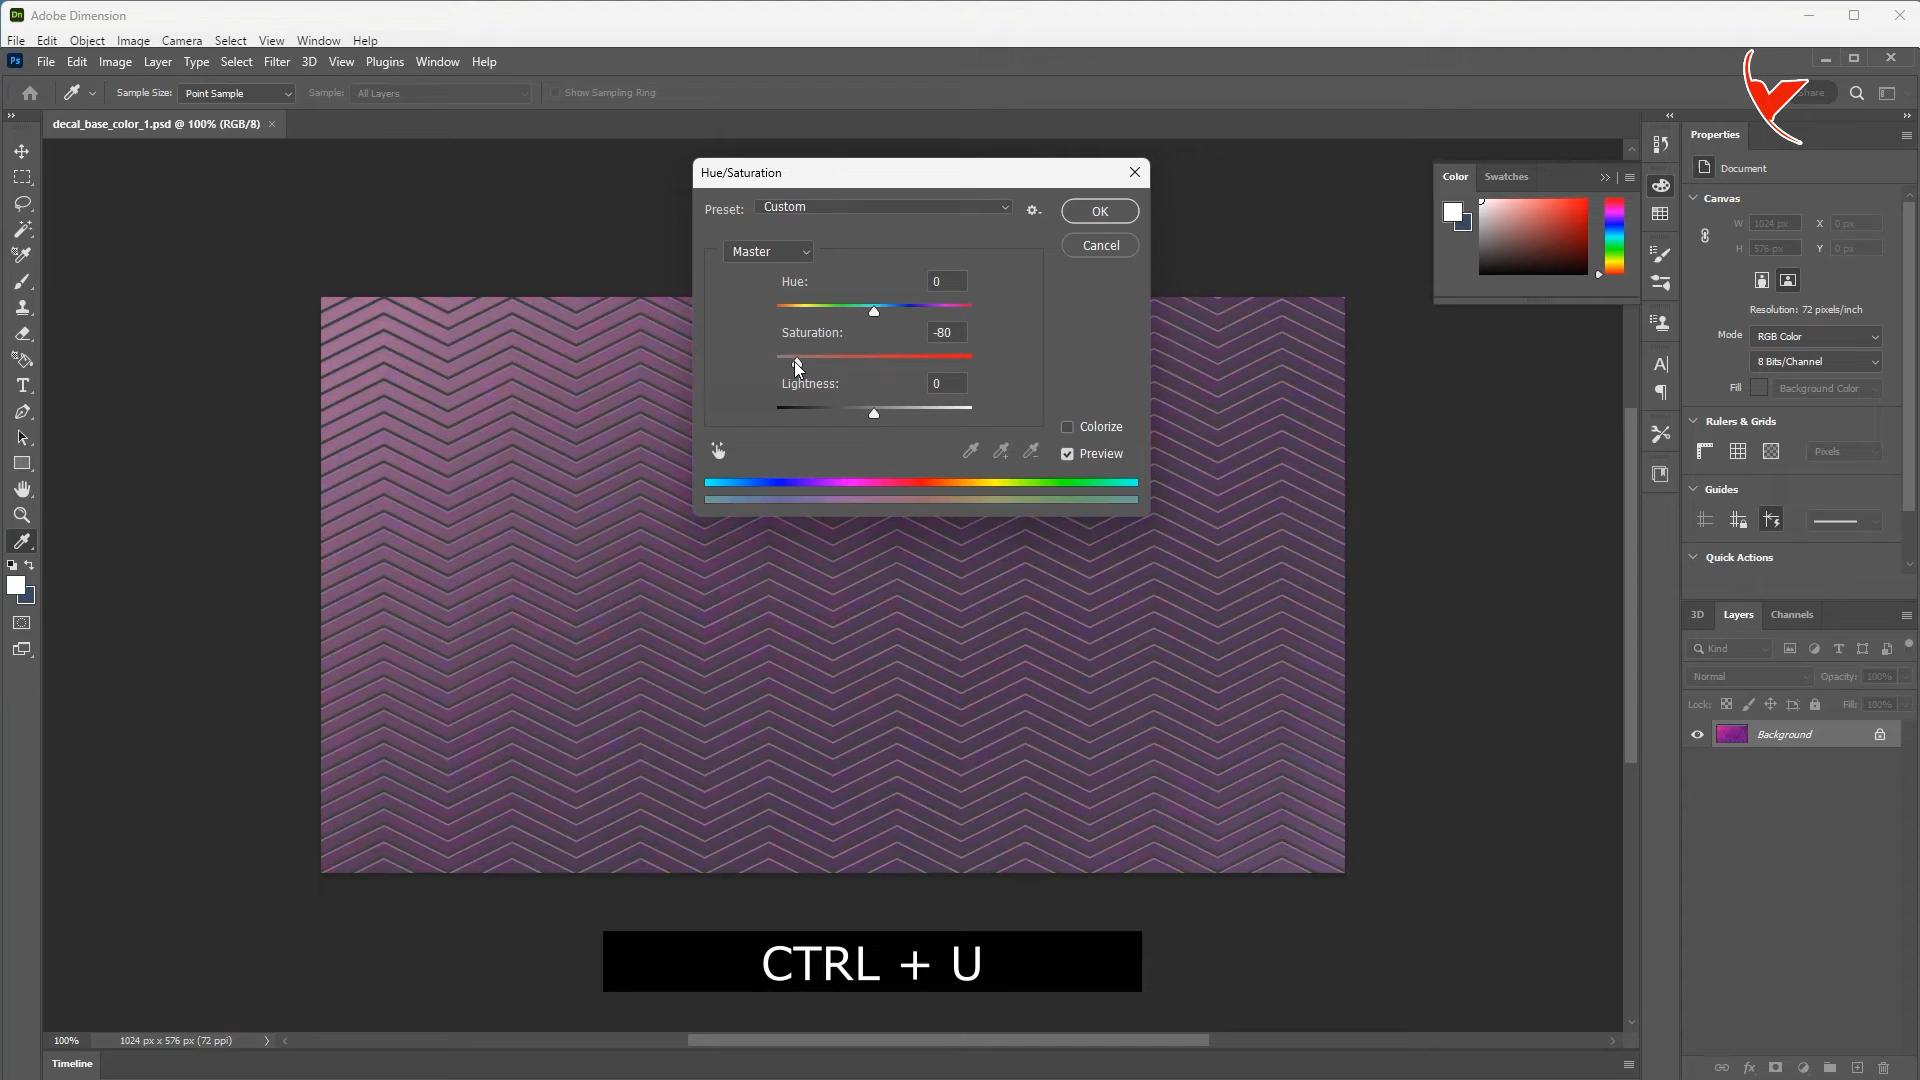 Dn Adobe Dimension
File Edit Object Image Camera Select View Window Help
Ps File Edit Image Layer Type Select Filter 3D View Plugins Window Help
Sample Size: Point Sample Sample: All Layers Show Sampling Ring
decal_base_color_1.psd @ 100% (RGB/8)
Hue/Saturation
Preset: Custom
OK
Cancel
Master
Hue: 0
Saturation: -80
Lightness: 0
Colorize
Preview
Color Swatches
Properties
Document
Canvas
W 1024 px X 0 px
H 576 px Y 0 px
Resolution: 72 pixels/inch
Mode RGB Color
8 Bits/Channel
Fill Background Color
Rulers & Grids
Pixels
Guides
Quick Actions
3D Layers Channels
Kind
Normal Opacity: 100%
Lock: Fill: 100%
Background
CTRL + U
100% 1024 px x 576 px (72 ppi)
Timeline